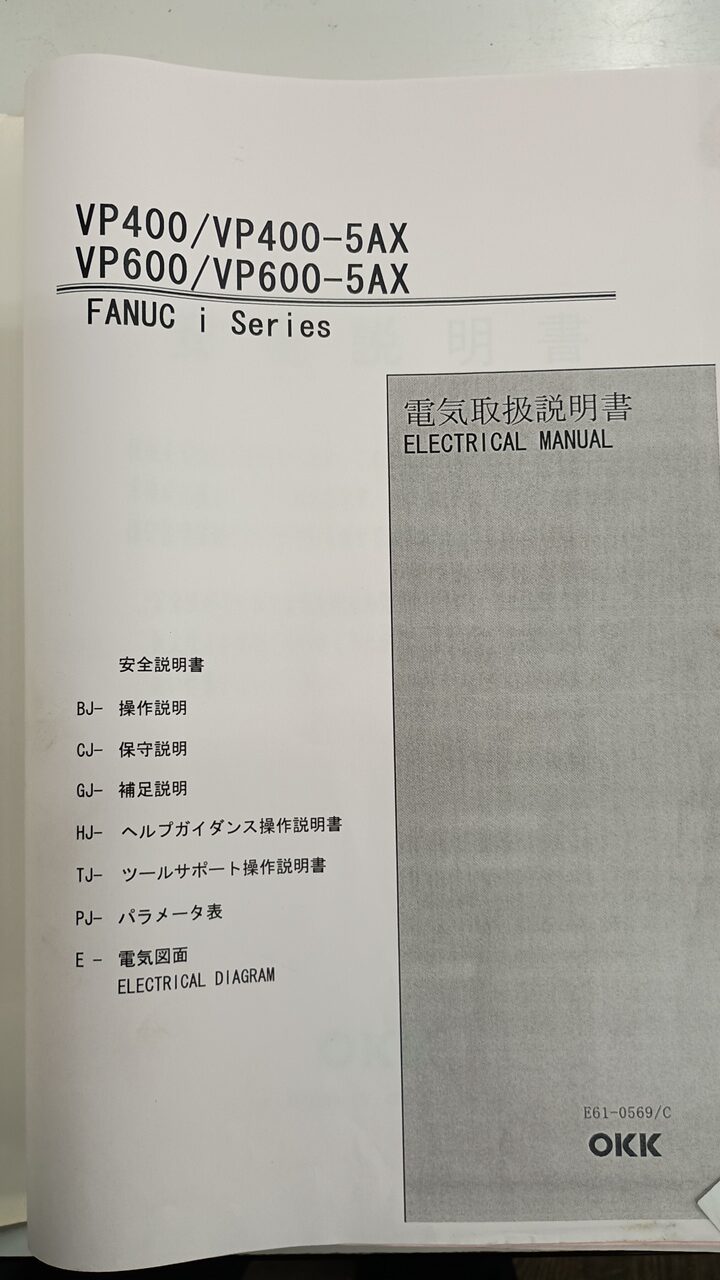 VP400/VP400-5AX
VP600/VP600-5AX
FANUC i Series
電気取扱説明書
ELECTRICAL MANUAL
安全説明書
BJ- 操作説明
CJ- 保守説明
GJ- 補足説明
HJ- ヘルプガイダンス操作説明書
TJ- ツールサポート操作説明書
PJ- パラメータ表
E - 電気図面
ELECTRICAL DIAGRAM
E61-0569/C
OKK